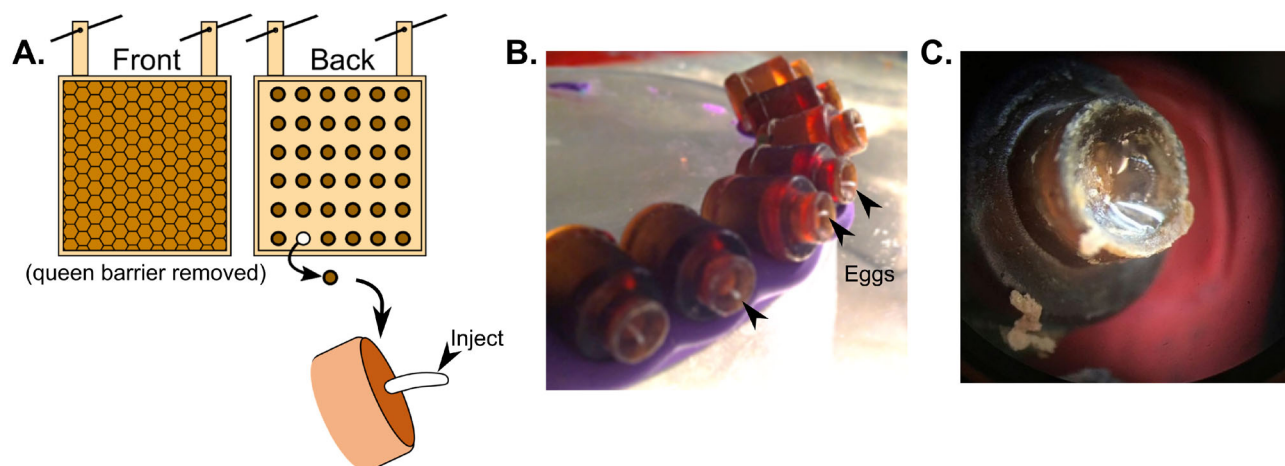 A.
Front
Back
(queen barrier removed)
Inject
B.
Eggs
C.